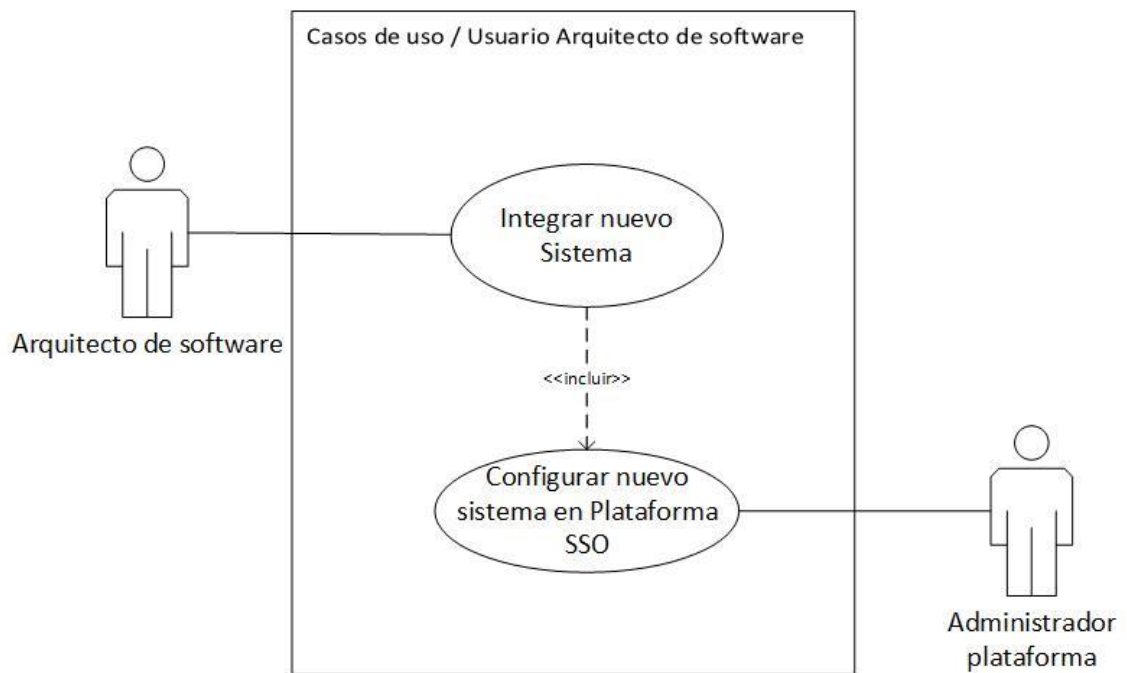 Casos de uso / Usuario Arquitecto de software
Integrar nuevo
Sistema
Arquitecto de software
<<incluir>>
Configurar nuevo
sistema en Plataforma
SSO
Administrador
plataforma